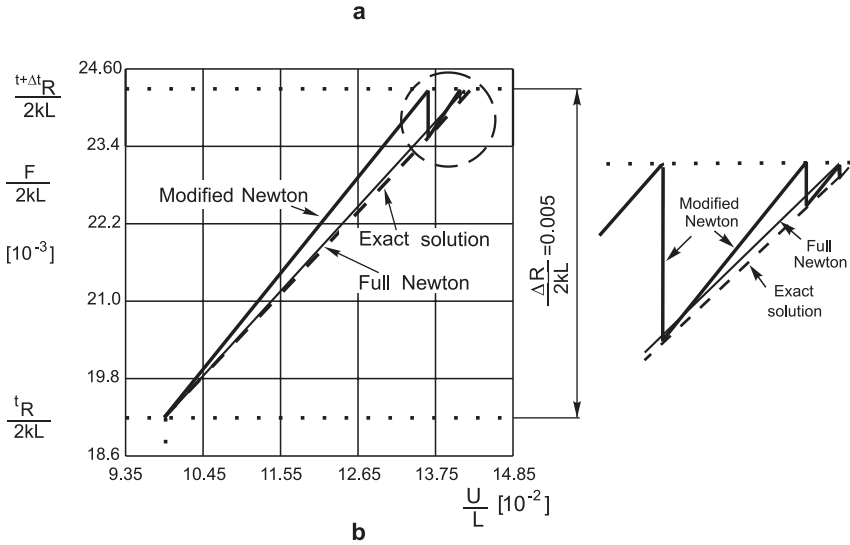 a
24.60
23.4
22.2
21.0
19.8
18.6
9.35 10.45 11.55 12.65 13.75 14.85
t+Δt R
2kL
F
2kL
[10⁻³]
t R
2kL
Modified Newton
Exact solution
Full Newton
ΔR
2kL
=0.005
U
L
[10⁻²]
Modified
Newton
Full
Newton
Exact
solution
b